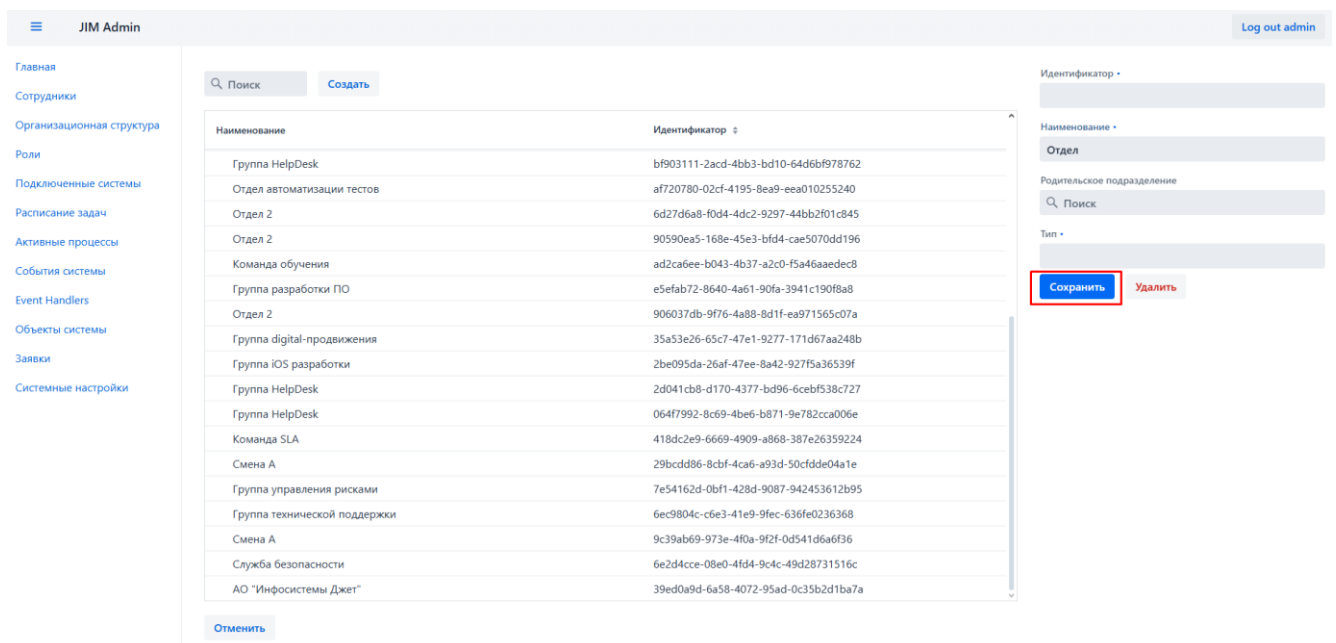 JIM Admin
Log out admin
Главная
Сотрудники
Организационная структура
Роли
Подключенные системы
Расписание задач
Активные процессы
События системы
Event Handlers
Объекты системы
Заявки
Системные настройки
Поиск Создать
Наименование Идентификатор
Группа HelpDesk bf903111-2acd-4bb3-bd10-64d6bf978762
Отдел автоматизации тестов af720780-02cf-4195-8ea9-eea010255240
Отдел 2 6d27d6a8-f0d4-4dc2-9297-44bb2f01c845
Отдел 2 90590ea5-168e-45e3-bfd4-cae5070dd196
Команда обучения ad2ca6ee-b043-4b37-a2c0-f5a46aaedec8
Группа разработки ПО e5efab72-8640-4a61-90fa-3941c190f8a8
Отдел 2 906037db-9f76-4a88-8d1f-ea971565c07a
Группа digital-продвижения 35a53e26-65c7-47e1-9277-171d67aa248b
Группа iOS разработки 2be095da-26af-47ee-8a42-927f5a36539f
Группа HelpDesk 2d041cb8-d170-4377-bd96-6cebf538c727
Группа HelpDesk 064f7992-8c69-4be6-b871-9e782cca006e
Команда SLA 418dc2e9-6669-4909-a868-387e26359224
Смена А 29bcdd86-8cbf-4ca6-a93d-50cfdde04a1e
Группа управления рисками 7e54162d-0bf1-428d-9087-942453612b95
Группа технической поддержки 6ec9804c-c6e3-41e9-9fec-636fe0236368
Смена А 9c39ab69-973e-4f0a-9f2f-0d541d6a6f36
Служба безопасности 6e2d4cce-08e0-4fd4-9c4c-49d28731516c
АО "Инфосистемы Джет" 39ed0a9d-6a58-4072-95ad-0c35b2d1ba7a
Отменить
Идентификатор •
Наименование •
Отдел
Родительское подразделение
Поиск
Тип •
Сохранить Удалить